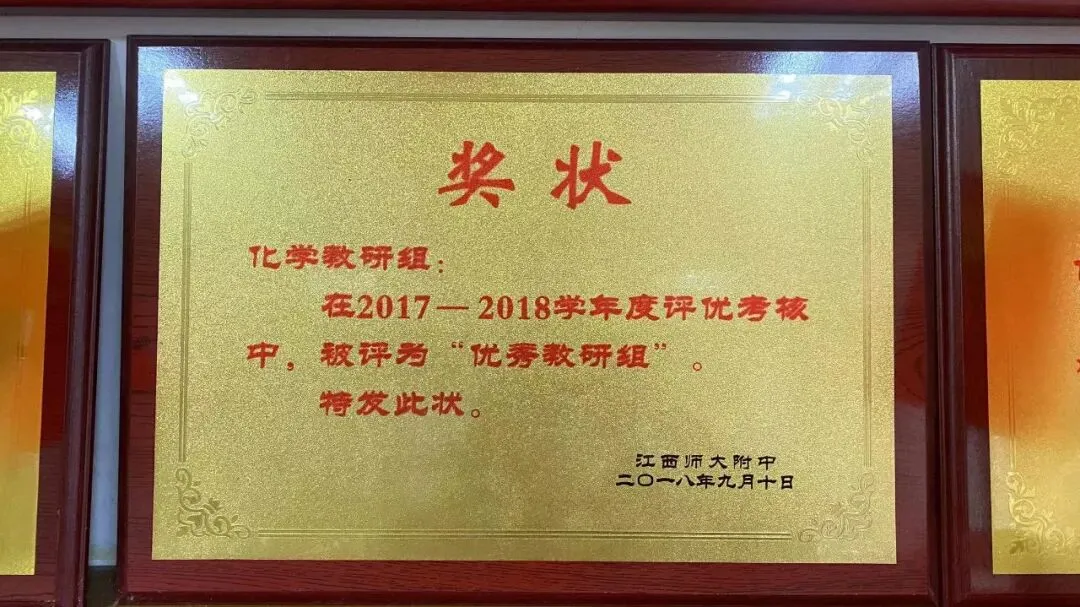 奖状
化学教研组：
在2017—2018学年度评优考核
中，被评为“优秀教研组”。
特发此状。
江西师大附中
二〇一八年九月十日